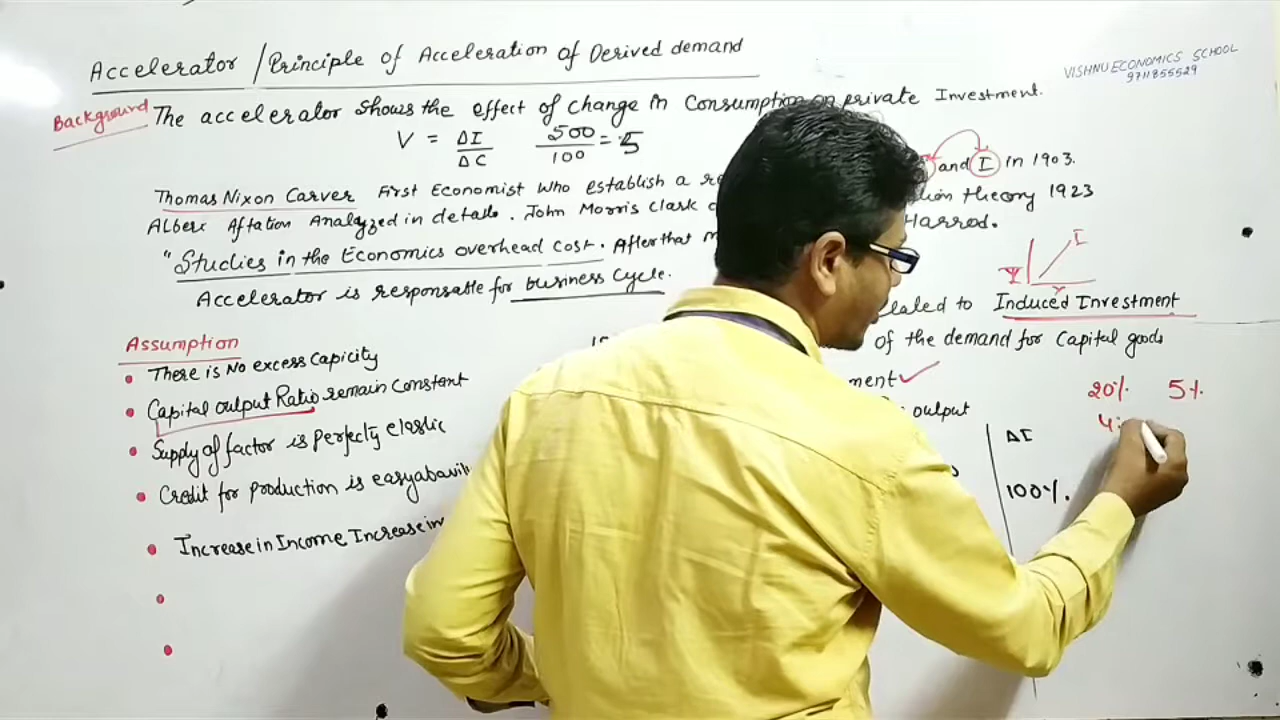 Accelerator / Principle of Acceleration of Derived demand
VISHNU ECONOMICS SCHOOL
9711855529
Background
The accelerator shows the effect of change in Consumption on private Investment.
V = ΔI/ΔC 500/100 = 5
and I in 1903.
Thomas Nixon Carver First Economist who establish a
theory 1923
Albert Aftation Analyzed in details. John Morris Clark
Harrod.
"Studies in the Economics overhead cost. After that
Accelerator is responsable for business Cycle.
I
Y
to Induced Investment
of the demand for Capital goods
Assumption
• There is No excess Capicity
• Capital output Ratio remain constant
output
20% 5%
• Supply of factor is perfectly elastic
ΔI
4:
• Credit for production is
100%.
• Increase in Income Increase in